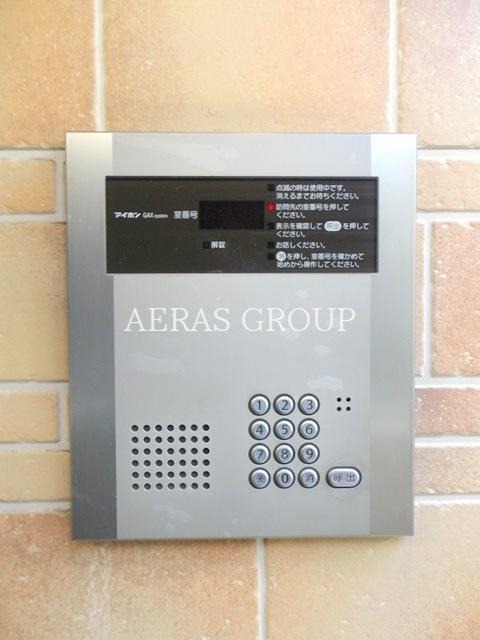 点滅の時は使用中です。
消えるまでお待ちください。
アイホン GAX system 室番号
訪問先の室番号を押して
ください。
表示を確認して 呼出 を押して
ください。
解錠
お話しください。
消 を押し、室番号を確かめて
始めから操作してください。
AERAS GROUP
1 2 3
4 5 6
7 8 9
* 0 消 呼出